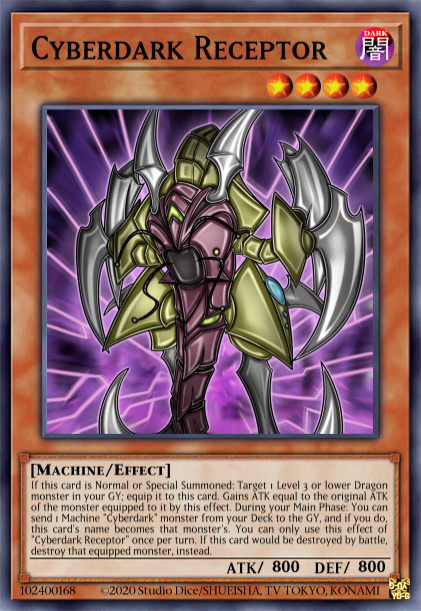 CYBERDARK RECEPTOR
DARK
闇
[MACHINE/EFFECT]
If this card is Normal or Special Summoned: Target 1 Level 3 or lower Dragon
monster in your GY; equip it to this card. Gains ATK equal to the original ATK
of the monster equipped to it by this effect. During your Main Phase: You can
send 1 Machine "Cyberdark" monster from your Deck to the GY, and if you do,
this card's name becomes that monster's. You can only use this effect of
"Cyberdark Receptor" once per turn. If this card would be destroyed by battle,
destroy that equipped monster, instead.
ATK/ 800 DEF/ 800
102400168 ©2020 Studio Dice/SHUEISHA, TV TOKYO, KONAMI